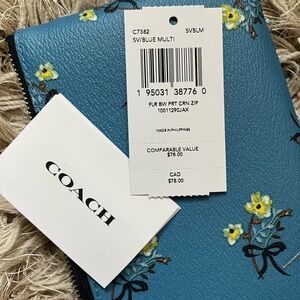 C7382 SVBLM
SV/BLUE MULTI
1 95031 38776 0
FLR BW PRT CRN ZIP
10011290JAX
MADE IN PHILIPPINES
COMPARABLE VALUE
$78.00
CAD
$78.00
COACH